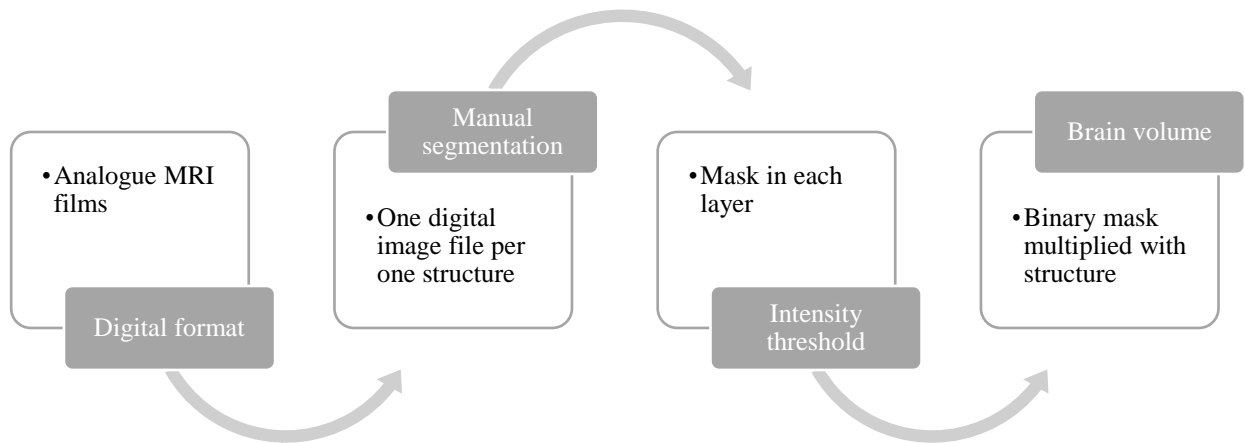 •Analogue MRI
films
Digital format
Manual
segmentation
•One digital
image file per
one structure
•Mask in each
layer
Intensity
threshold
Brain volume
•Binary mask
multiplied with
structure